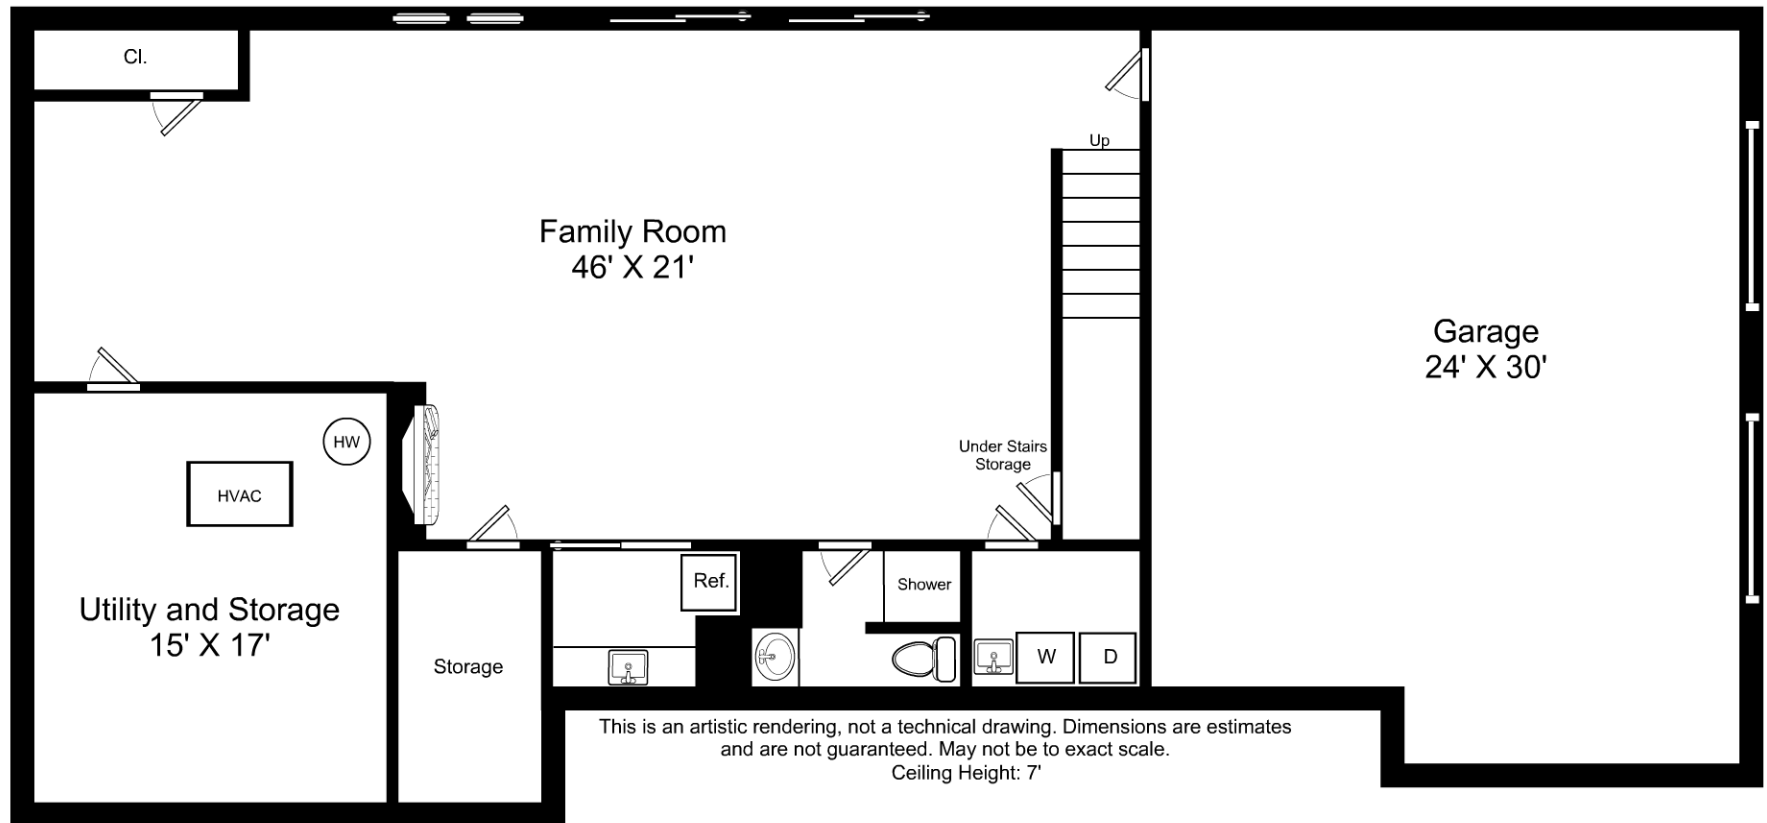 Cl.
Up
Family Room
46' X 21'
Garage
24' X 30'
Under Stairs
Storage
HW
HVAC
Utility and Storage
15' X 17'
Storage
Ref.
Shower
W
D
This is an artistic rendering, not a technical drawing. Dimensions are estimates
and are not guaranteed. May not be to exact scale.
Ceiling Height: 7'